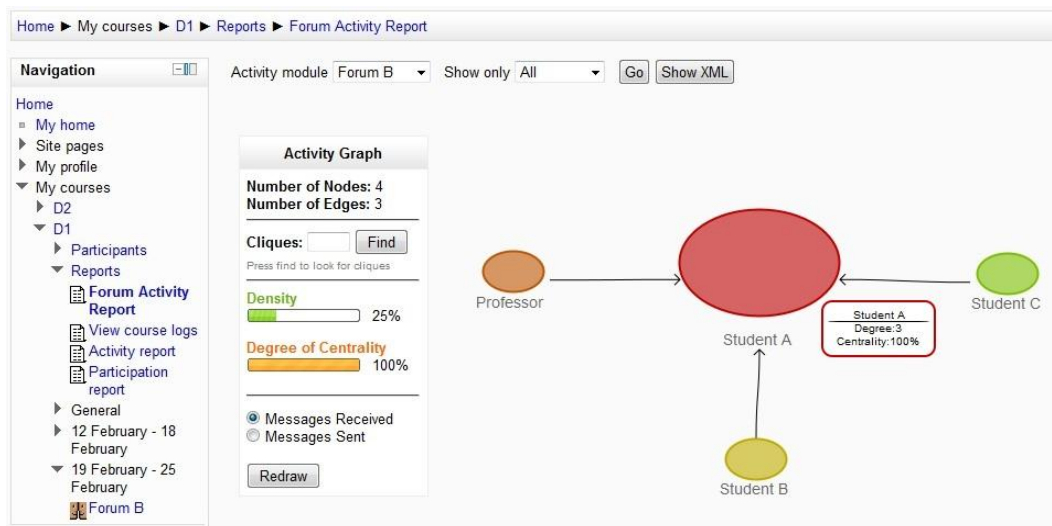 Home ► My courses ► D1 ► Reports ► Forum Activity Report
Navigation
Home
My home
Site pages
My profile
My courses
D2
D1
Participants
Reports
Forum Activity
Report
View course logs
Activity report
Participation
report
General
12 February - 18
February
19 February - 25
February
Forum B
Activity module Forum B Show only All Go Show XML
Activity Graph
Number of Nodes: 4
Number of Edges: 3
Cliques: Find
Press find to look for cliques
Density
25%
Degree of Centrality
100%
Messages Received
Messages Sent
Redraw
Professor
Student A
Student C
Student A
Degree:3
Centrality:100%
Student B